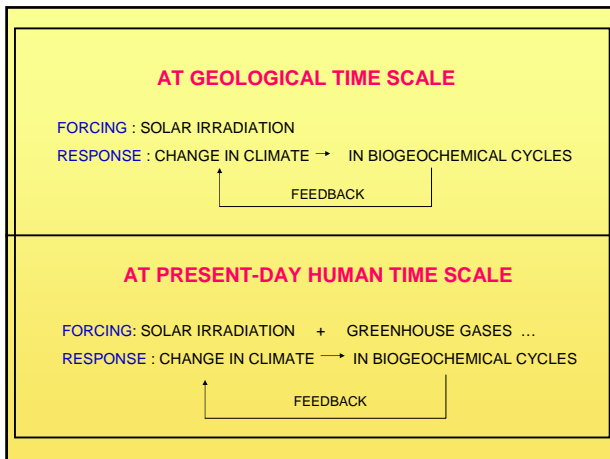 AT GEOLOGICAL TIME SCALE
FORCING : SOLAR IRRADIATION
RESPONSE : CHANGE IN CLIMATE → IN BIOGEOCHEMICAL CYCLES
FEEDBACK
AT PRESENT-DAY HUMAN TIME SCALE
FORCING: SOLAR IRRADIATION + GREENHOUSE GASES …
RESPONSE : CHANGE IN CLIMATE → IN BIOGEOCHEMICAL CYCLES
FEEDBACK